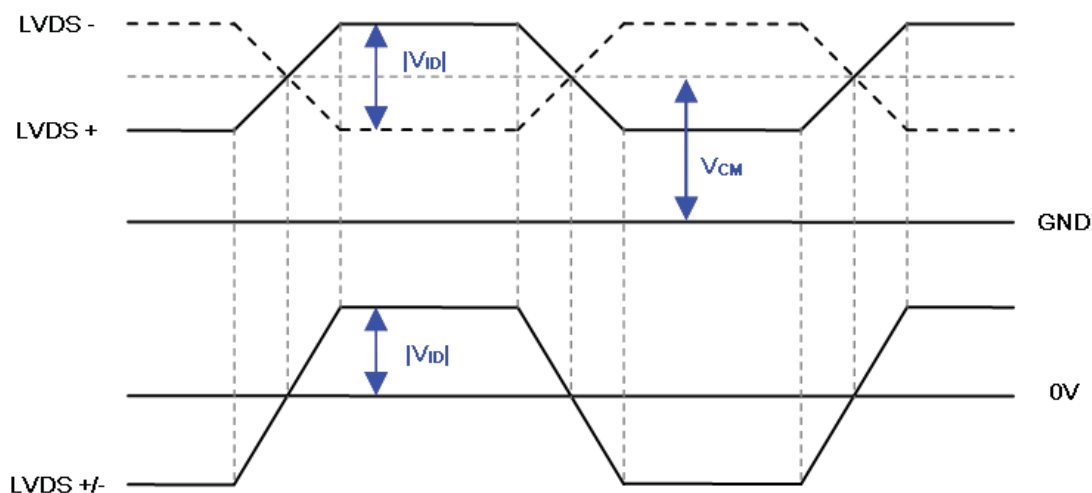 LVDS -
|VID|
LVDS +
VCM
GND
|VID|
0V
LVDS +/-